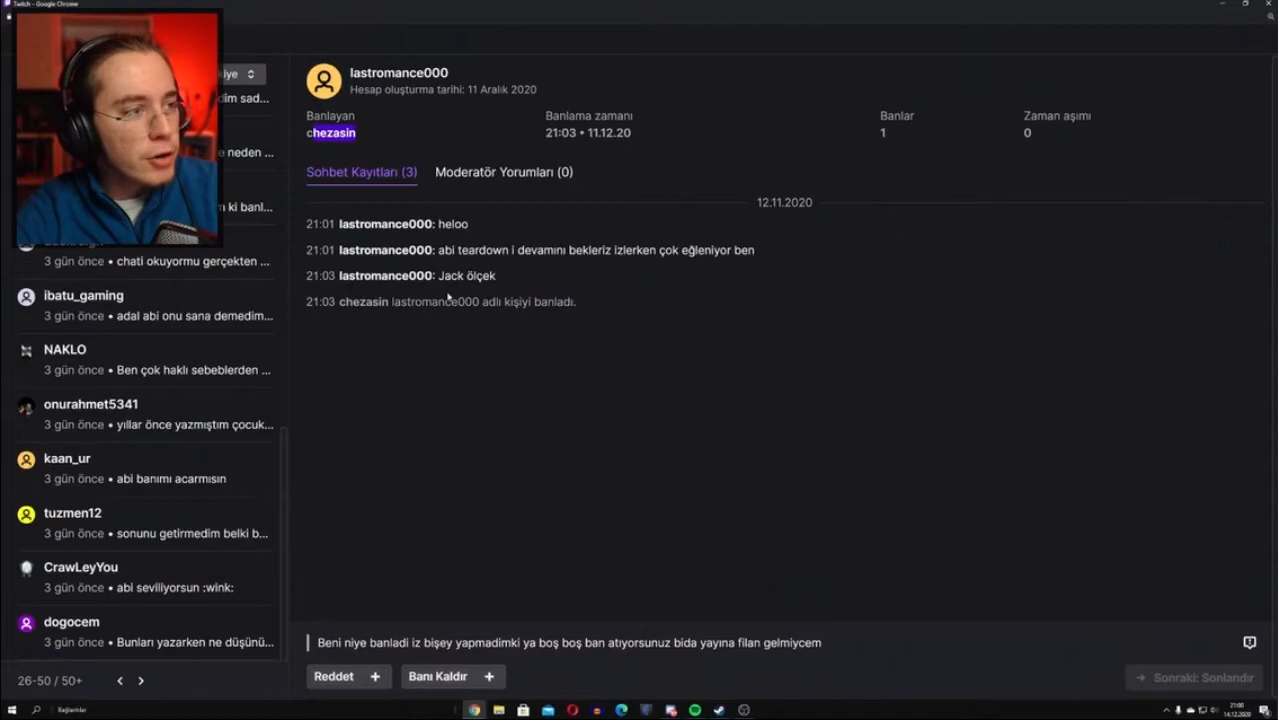 Twitch - Google Chrome
kiye
dim sad...
neden ...
m ki banl...
3 gün önce • chati okuyormu gerçekten ...
ibatu_gaming
3 gün önce • adal abi onu sana demedim...
NAKLO
3 gün önce • Ben çok haklı sebeblerden ...
onurahmet5341
3 gün önce • yıllar önce yazmıştım çocuk...
kaan_ur
3 gün önce • abi banımı acarmısın
tuzmen12
3 gün önce • sonunu getirmedim belki b...
CrawLeyYou
3 gün önce • abi seviliyorsun :wink:
dogocem
3 gün önce • Bunları yazarken ne düşünü...
26-50 / 50+
lastromance000
Hesap oluşturma tarihi: 11 Aralık 2020
Banlayan
chezasin
Banlama zamanı
21:03 • 11.12.20
Banlar
1
Zaman aşımı
0
Sohbet Kayıtları (3)
Moderatör Yorumları (0)
12.11.2020
21:01 lastromance000: heloo
21:01 lastromance000: abi teardown i devamını bekleriz izlerken çok eğleniyor ben
21:03 lastromance000: Jack ölçek
21:03 chezasin lastromance000 adlı kişiyi banladı.
Beni niye banladi iz bişey yapmadimki ya boş boş ban atıyorsunuz bida yayına filan gelmiycem
Reddet +
Banı Kaldır +
→ Sonraki: Sonlandır
Bağlantılar
21:00
14.12.2020